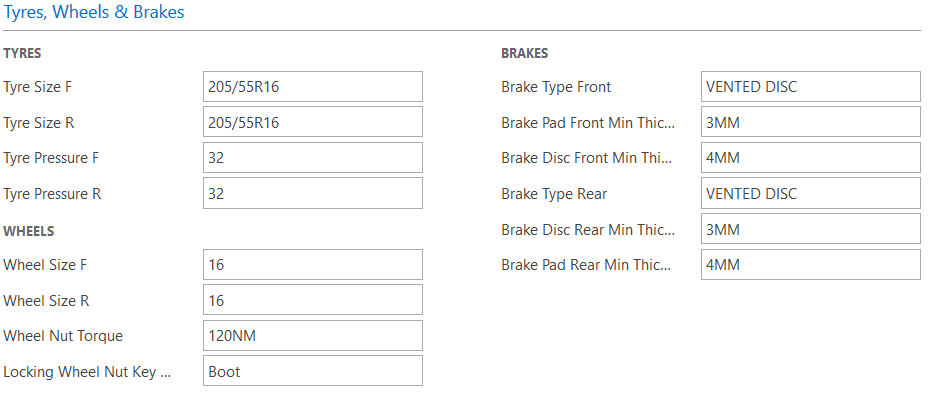 Tyres, Wheels & Brakes
TYRES
Tyre Size F 205/55R16
Tyre Size R 205/55R16
Tyre Pressure F 32
Tyre Pressure R 32
WHEELS
Wheel Size F 16
Wheel Size R 16
Wheel Nut Torque 120NM
Locking Wheel Nut Key ... Boot
BRAKES
Brake Type Front VENTED DISC
Brake Pad Front Min Thic... 3MM
Brake Disc Front Min Thi... 4MM
Brake Type Rear VENTED DISC
Brake Disc Rear Min Thic... 3MM
Brake Pad Rear Min Thic... 4MM